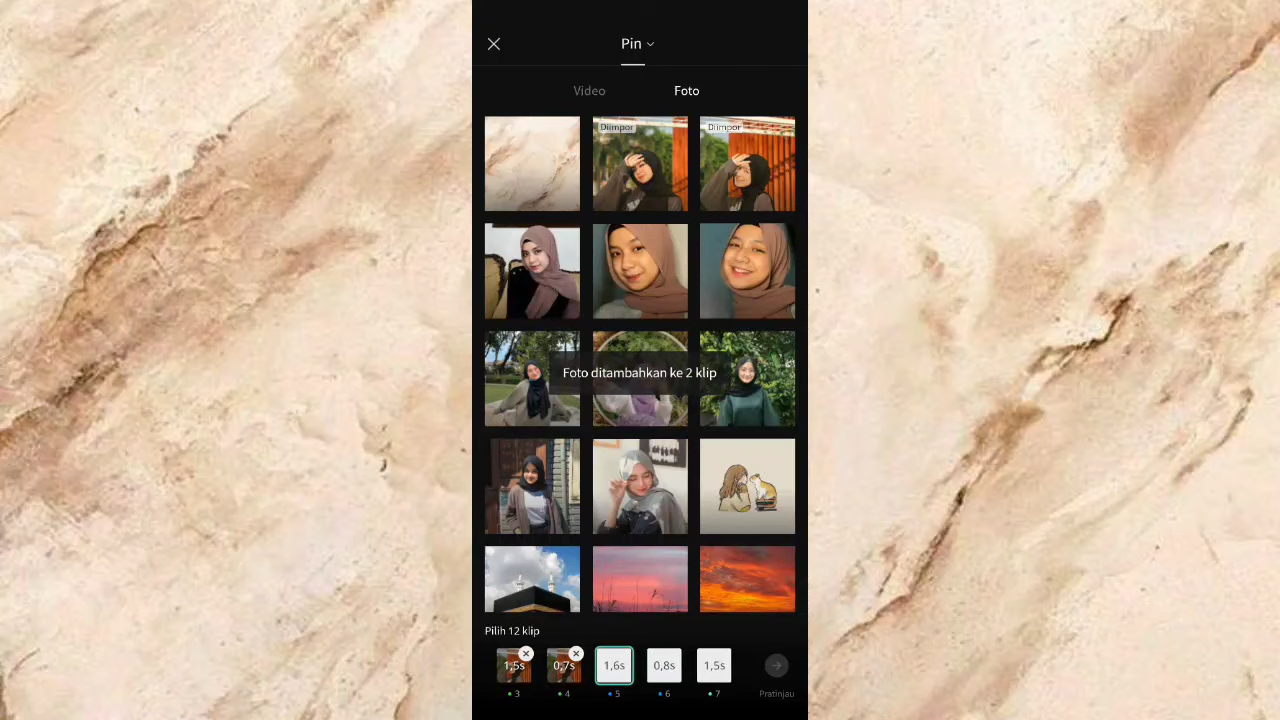 Pin
Video
Foto
Diimpor
Diimpor
Foto ditambahkan ke 2 klip
Pilih 12 klip
1,5s
0,7s
1,6s
0,8s
1,5s
3
4
5
6
7
Pratinjau